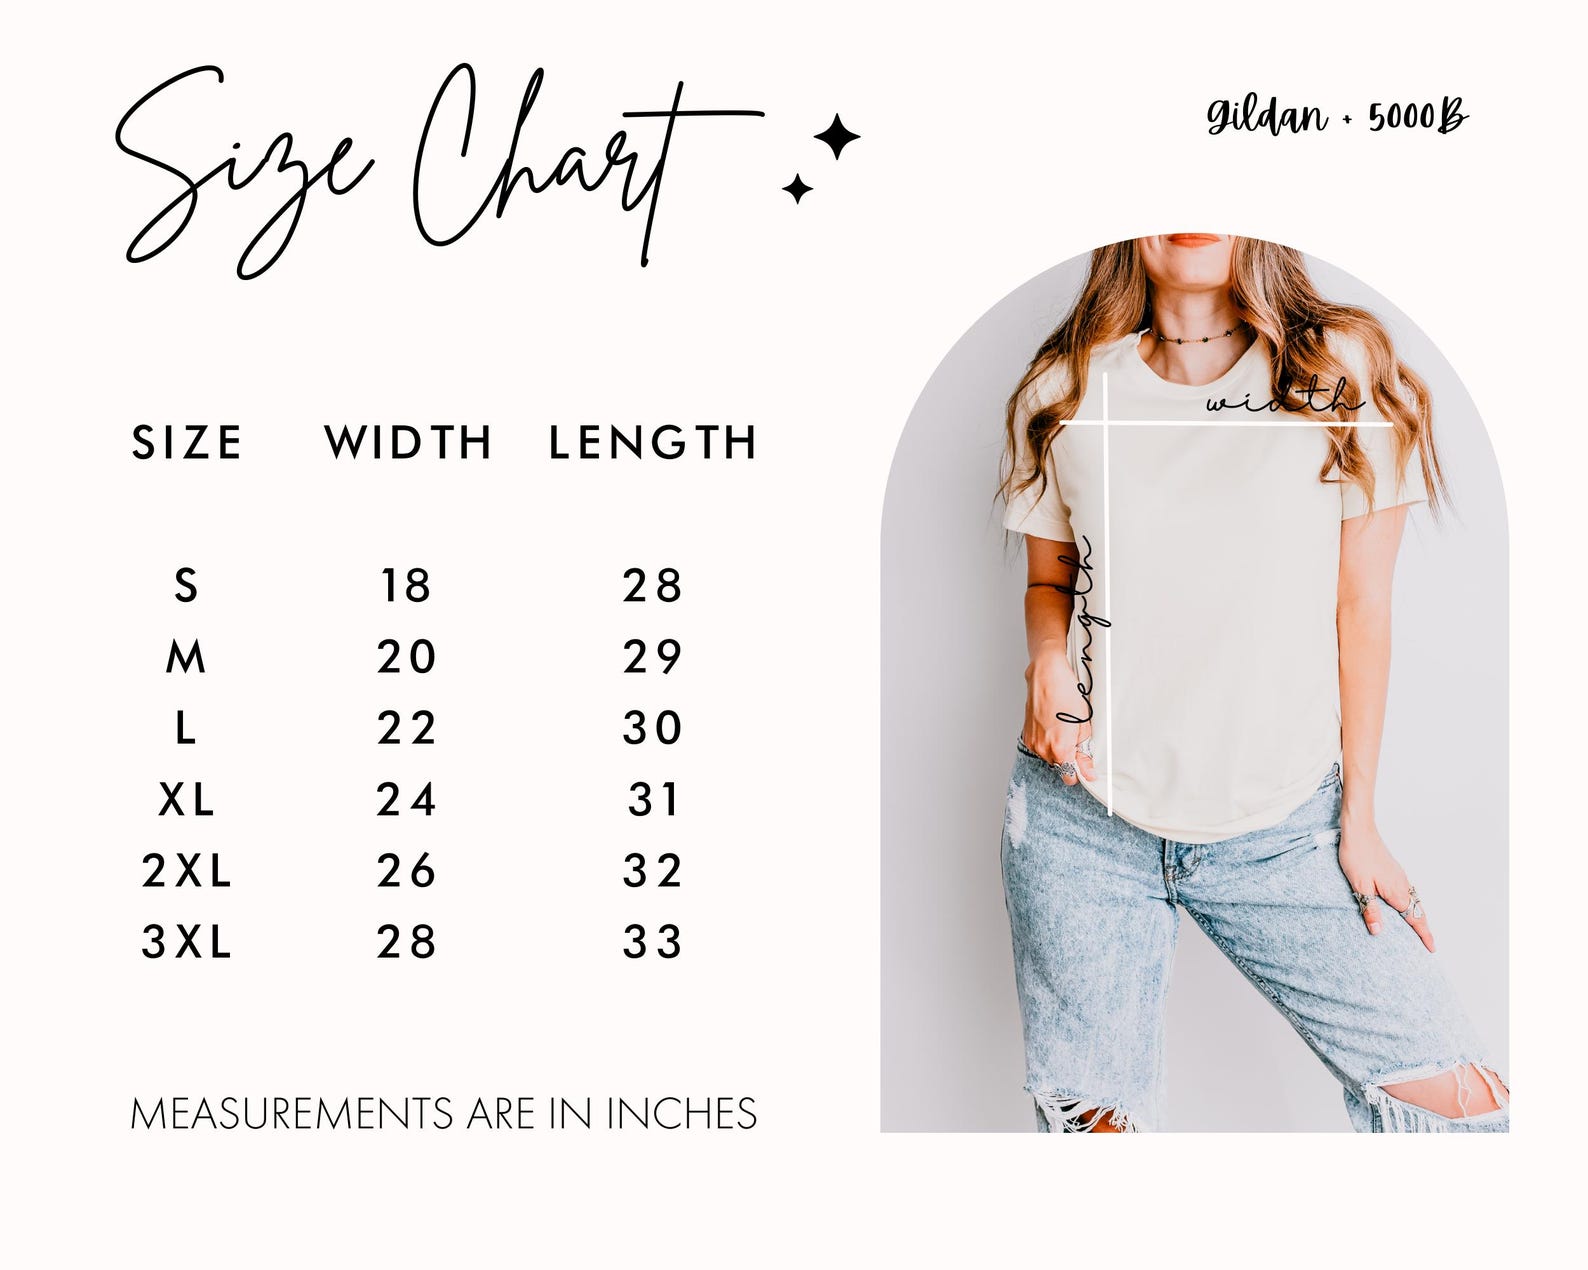 Size Chart
gildan + 5000B
SIZE WIDTH LENGTH
S 18 28
M 20 29
L 22 30
XL 24 31
2XL 26 32
3XL 28 33
MEASUREMENTS ARE IN INCHES
width
length